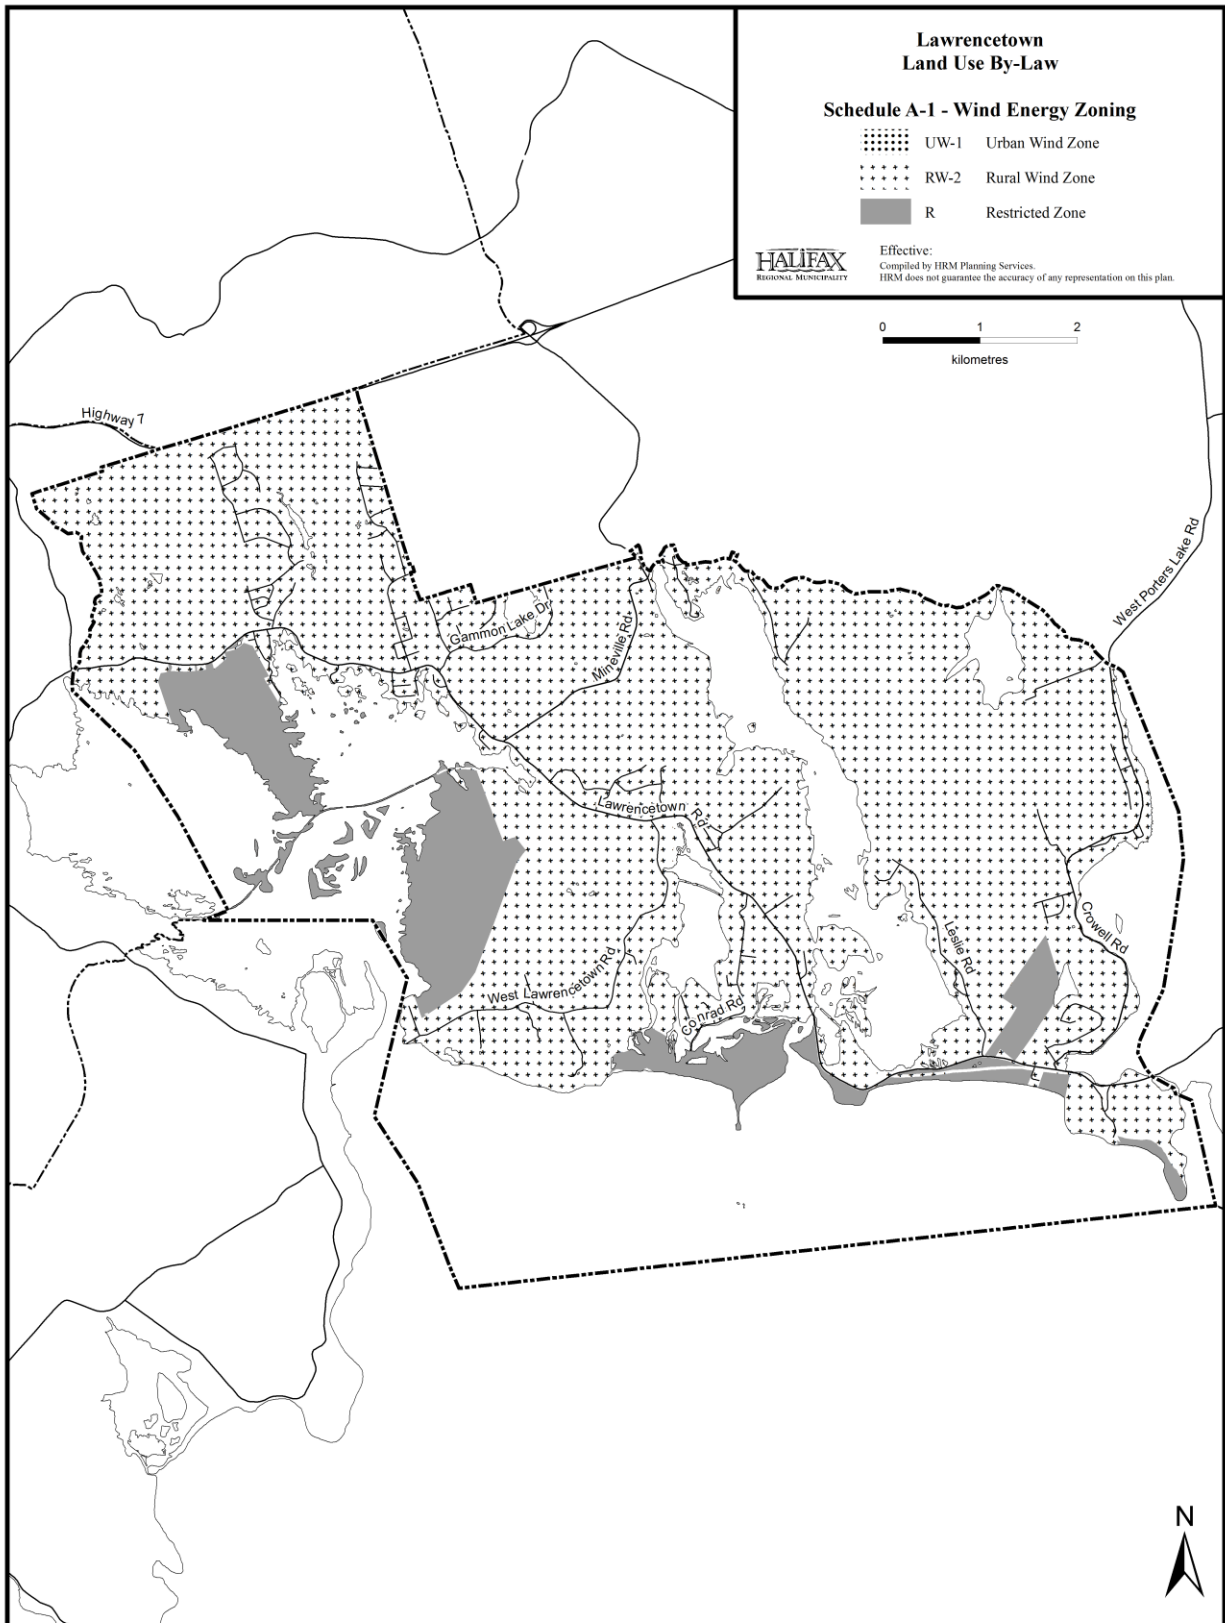 Lawrencetown
Land Use By-Law
Schedule A-1 - Wind Energy Zoning
UW-1 Urban Wind Zone
RW-2 Rural Wind Zone
R Restricted Zone
HALIFAX
REGIONAL MUNICIPALITY
Effective:
Compiled by HRM Planning Services.
HRM does not guarantee the accuracy of any representation on this plan.
0 1 2
kilometres
Highway 7
West Porters Lake Rd
Gammon Lake Dr
Mineville Rd
Lawrencetown Rd
Crowell Rd
Leslie Rd
West Lawrencetown Rd
Conrad Rd
N